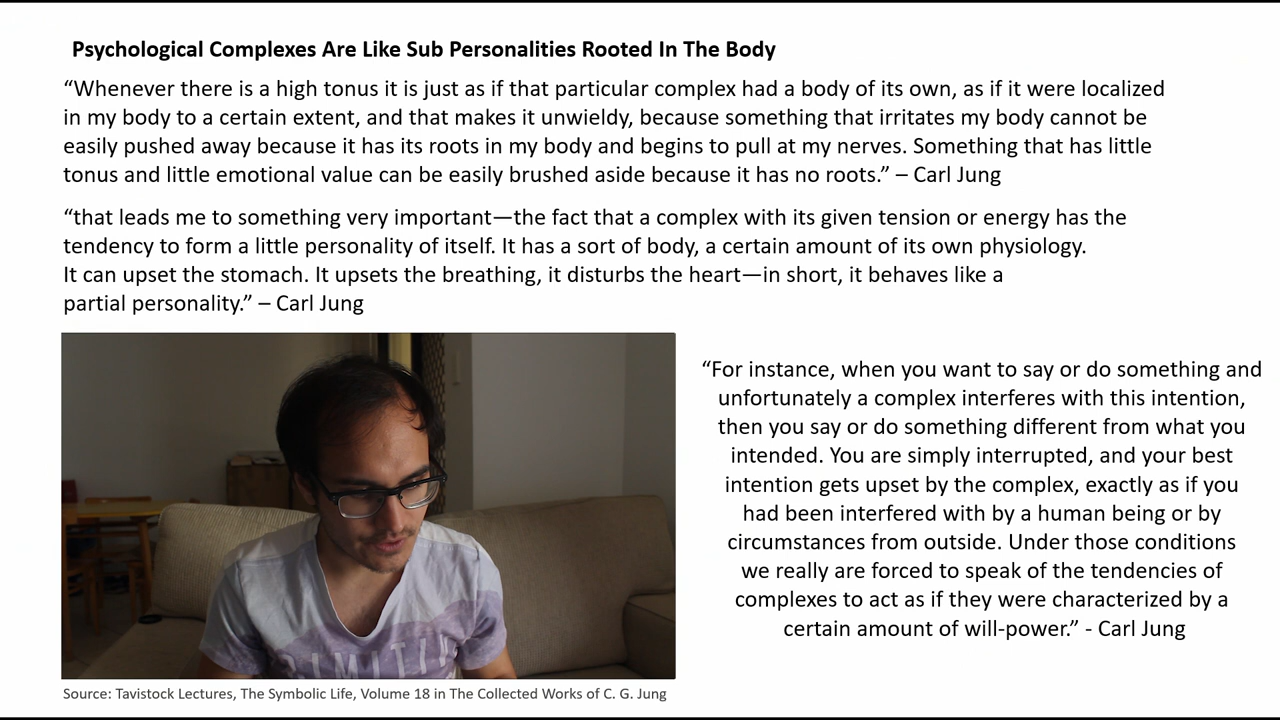 Psychological Complexes Are Like Sub Personalities Rooted In The Body
“Whenever there is a high tonus it is just as if that particular complex had a body of its own, as if it were localized
in my body to a certain extent, and that makes it unwieldy, because something that irritates my body cannot be
easily pushed away because it has its roots in my body and begins to pull at my nerves. Something that has little
tonus and little emotional value can be easily brushed aside because it has no roots.” – Carl Jung
“that leads me to something very important—the fact that a complex with its given tension or energy has the
tendency to form a little personality of itself. It has a sort of body, a certain amount of its own physiology.
It can upset the stomach. It upsets the breathing, it disturbs the heart—in short, it behaves like a
partial personality.” – Carl Jung
“For instance, when you want to say or do something and
unfortunately a complex interferes with this intention,
then you say or do something different from what you
intended. You are simply interrupted, and your best
intention gets upset by the complex, exactly as if you
had been interfered with by a human being or by
circumstances from outside. Under those conditions
we really are forced to speak of the tendencies of
complexes to act as if they were characterized by a
certain amount of will-power.” - Carl Jung
Source: Tavistock Lectures, The Symbolic Life, Volume 18 in The Collected Works of C. G. Jung